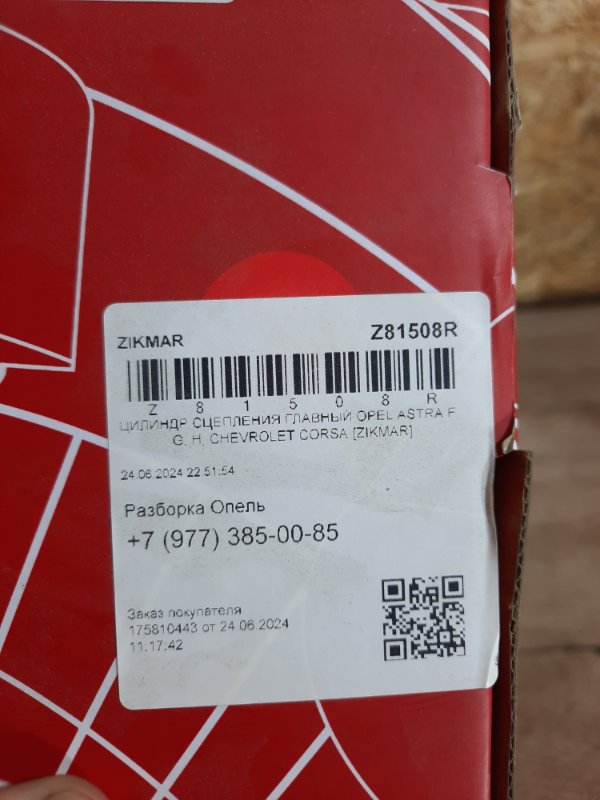 ZIKMAR Z81508R
Z 8 1 5 0 8 R
ЦИЛИНДР СЦЕПЛЕНИЯ ГЛАВНЫЙ OPEL ASTRA F,
G, H, CHEVROLET CORSA [ZIKMAR]
24.06.2024 22:51:54
Разборка Опель
+7 (977) 385-00-85
Заказ покупателя
175810443 от 24.06.2024
11:17:42